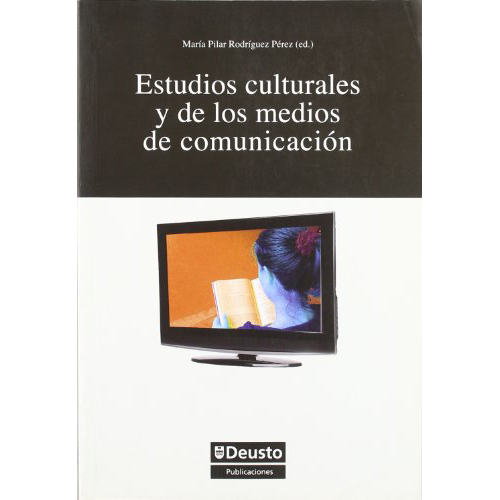 María Pilar Rodríguez Pérez (ed.)
Estudios culturales
y de los medios
de comunicación
Deusto
Publicaciones